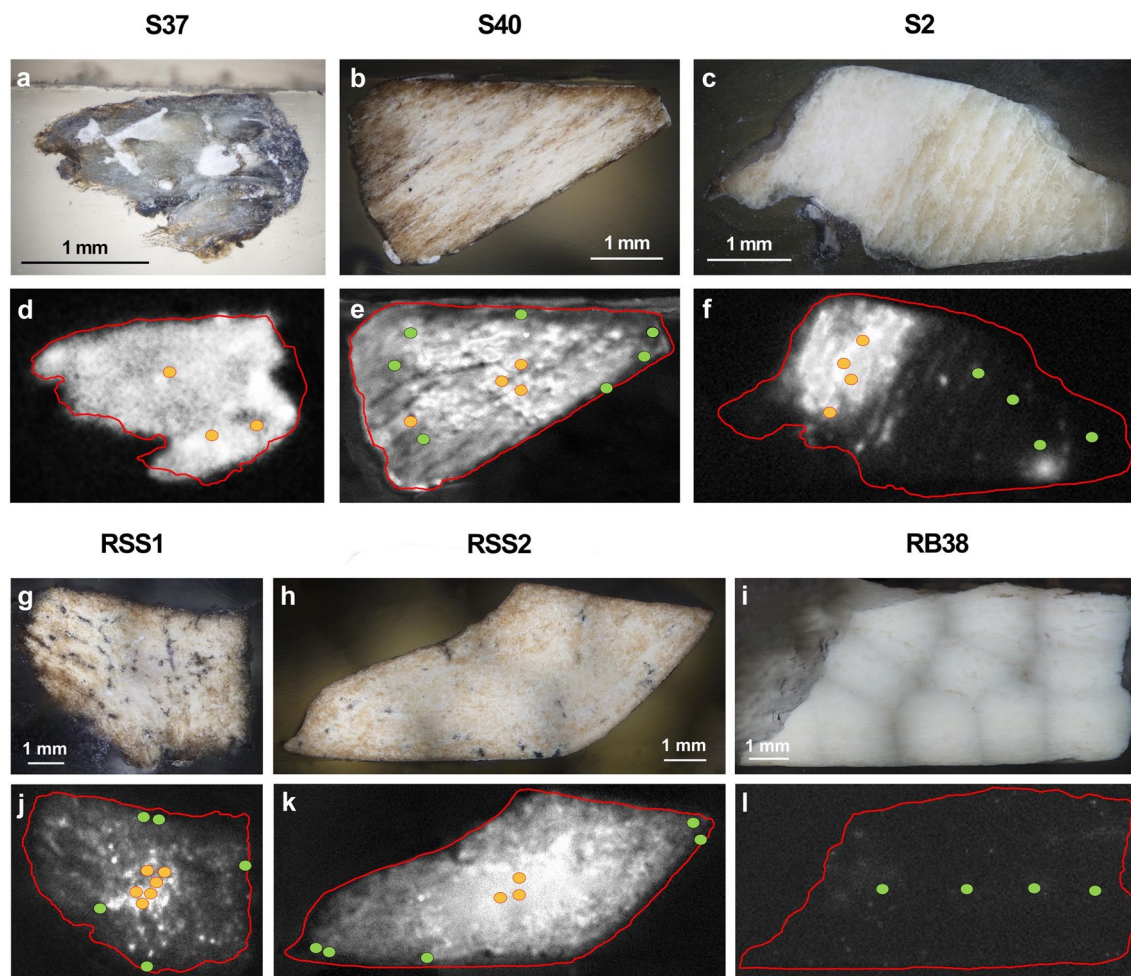 S37 S40 S2
a b c
1 mm 1 mm 1 mm
d e f
RSS1 RSS2 RB38
g h i
1 mm 1 mm 1 mm
j k l